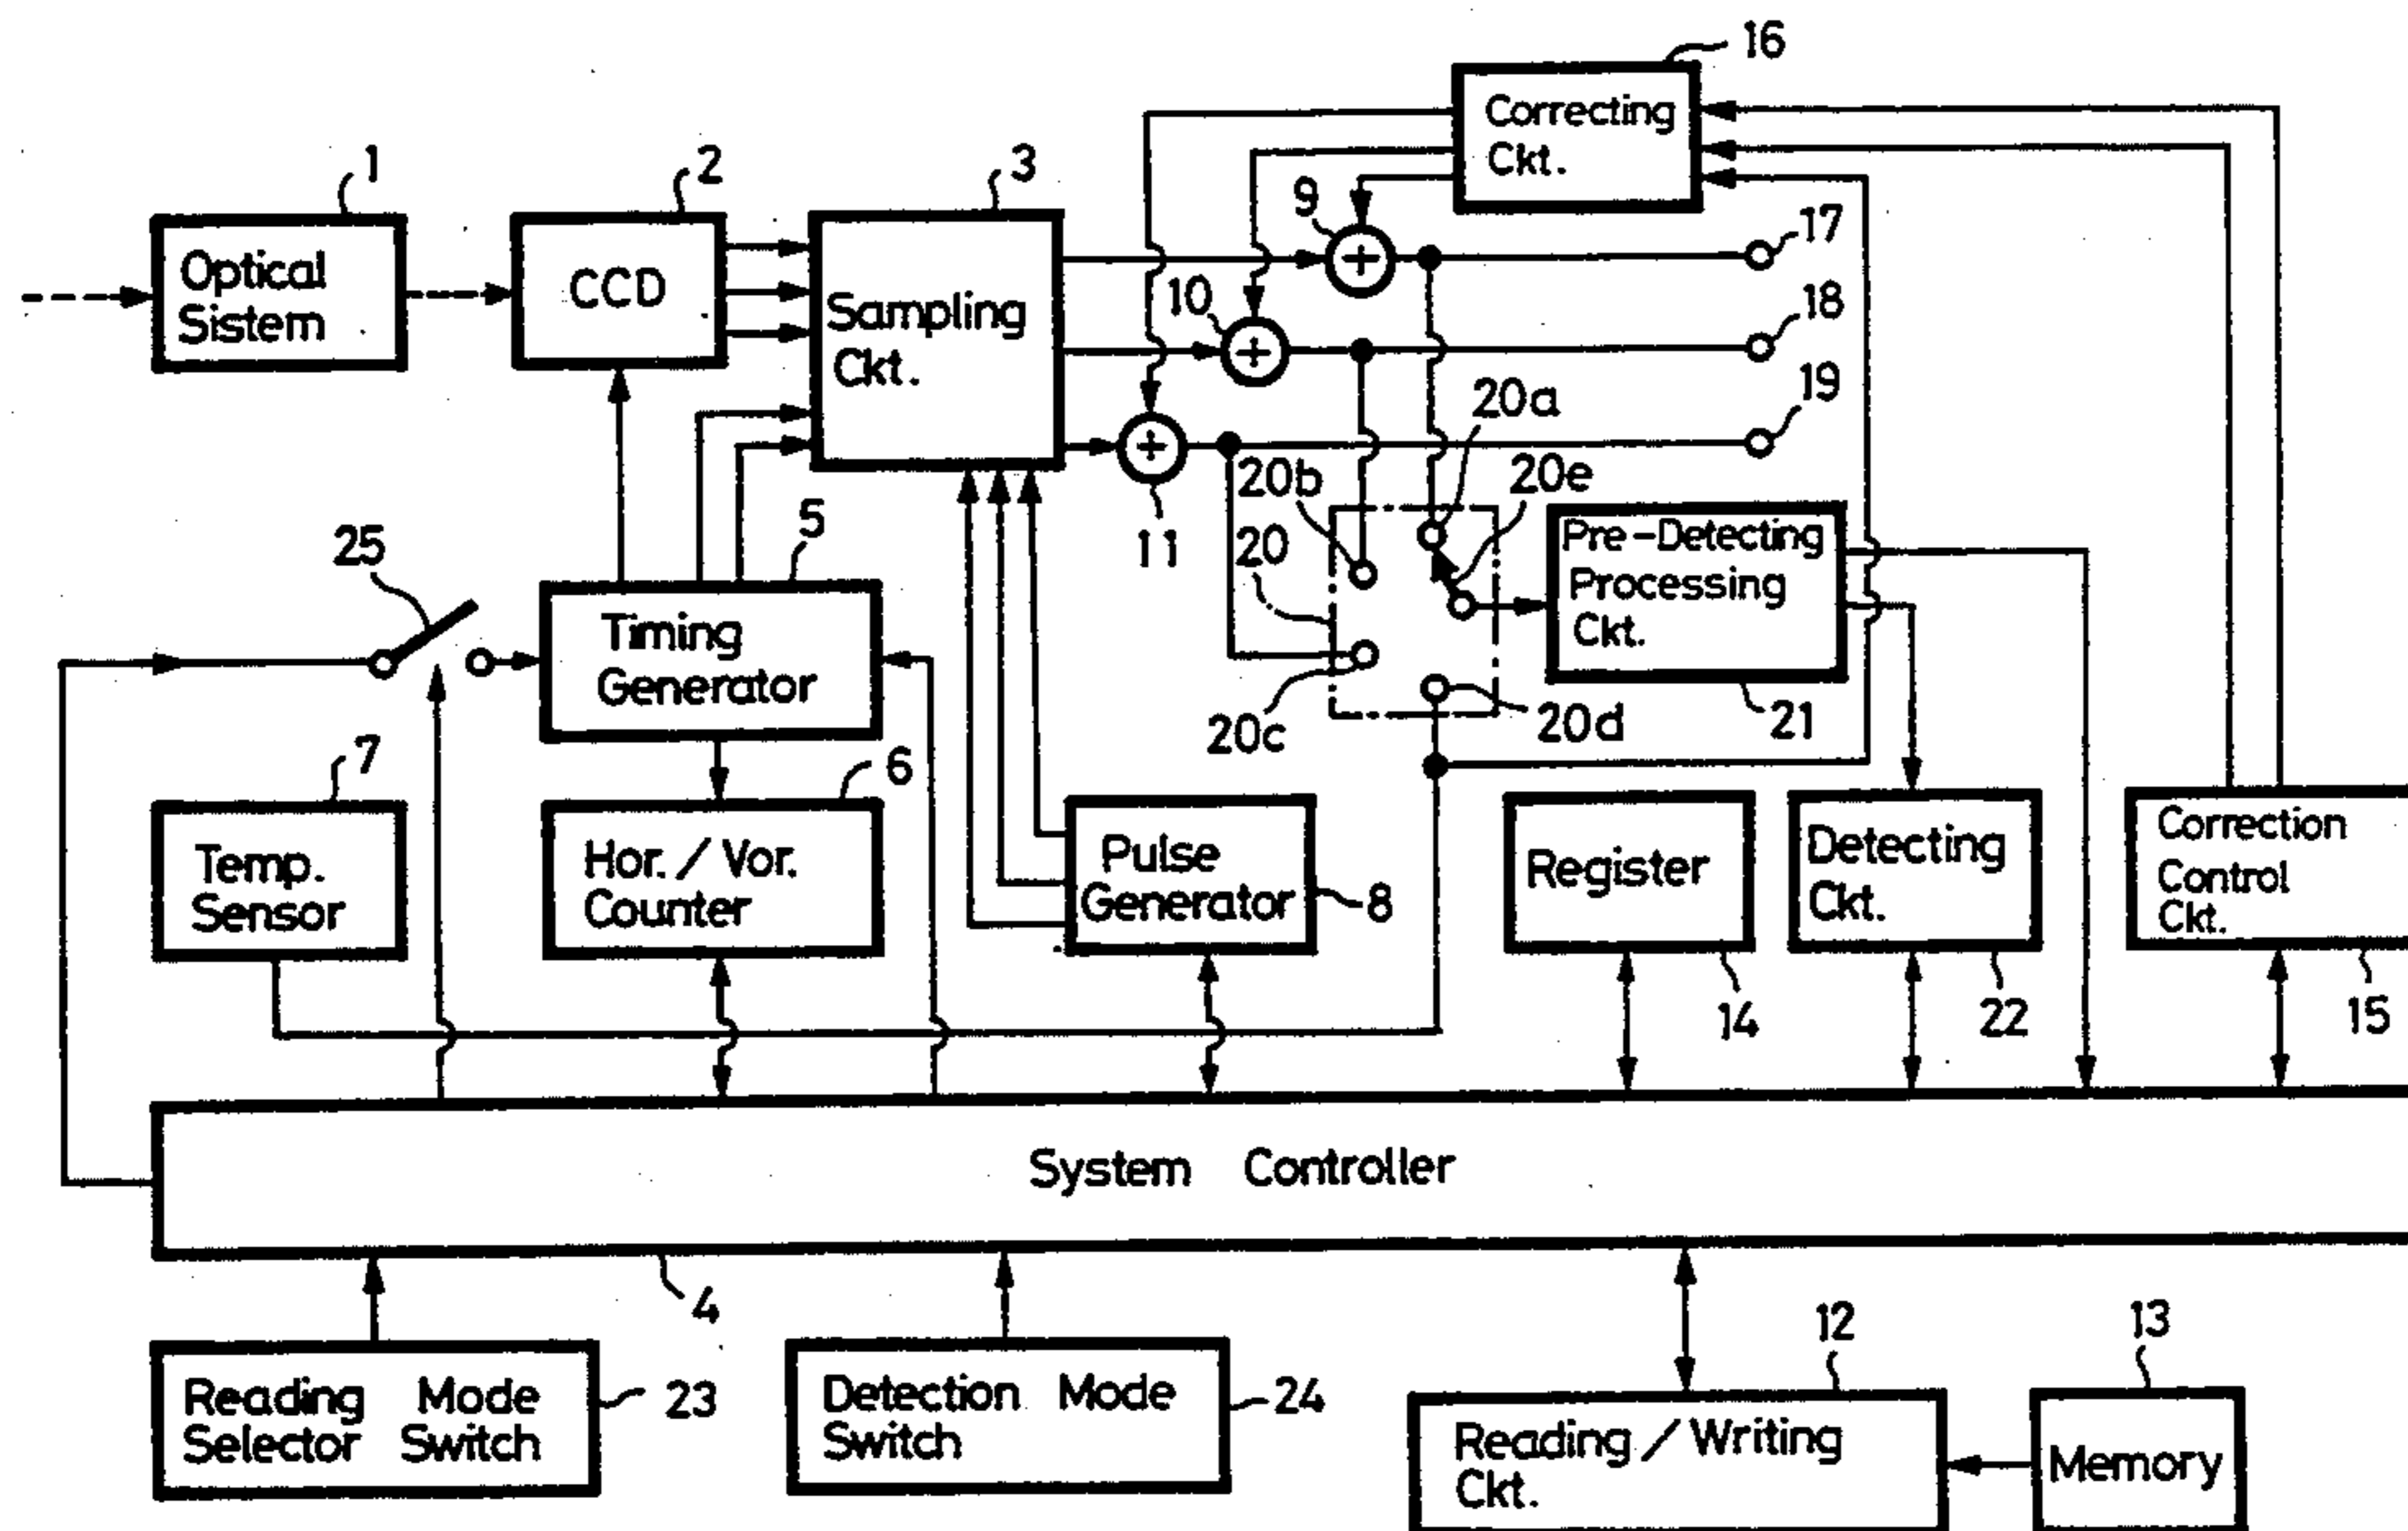 16
Correcting
Ckt.
1
2
3
9
17
Optical
Sistem
CCD
Sampling
Ckt.
10
18
19
20a
20b
20e
11
25
5
20
Pre-Detecting
Processing
Ckt.
Timing
Generator
20c
20d
21
7
6
Temp.
Sensor
Hor./Vor.
Counter
Pulse
Generator
8
Register
Detecting
Ckt.
Correction
Control
Ckt.
14
22
15
System Controller
4
12
13
Reading Mode
Selector Switch
23
Detection Mode
Switch
24
Reading/Writing
Ckt.
Memory